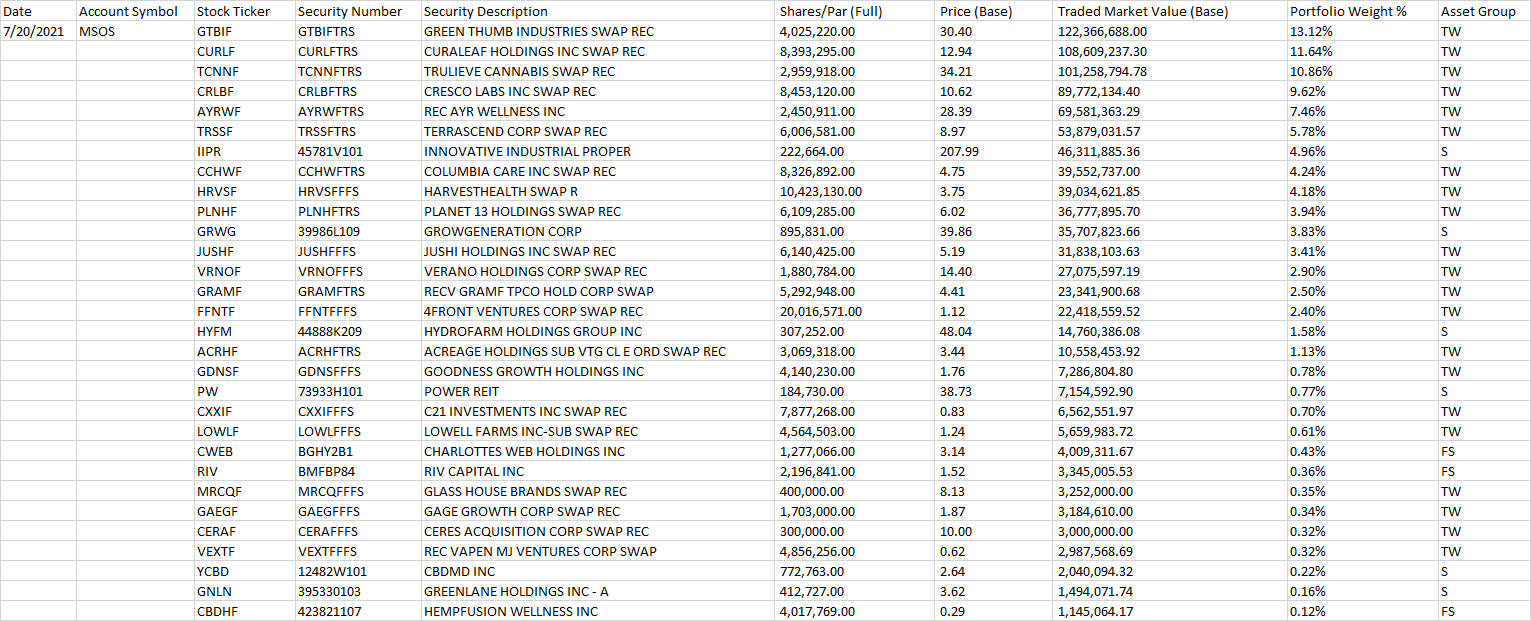 Date Account Symbol Stock Ticker Security Number Security Description Shares/Par (Full) Price (Base) Traded Market Value (Base) Portfolio Weight % Asset Group
7/20/2021 MSOS GTBIF GTBIFTRS GREEN THUMB INDUSTRIES SWAP REC 4,025,220.00 30.40 122,366,688.00 13.12% TW
CURLF CURLFTRS CURALEAF HOLDINGS INC SWAP REC 8,393,295.00 12.94 108,609,237.30 11.64% TW
TCNNF TCNNFTRS TRULIEVE CANNABIS SWAP REC 2,959,918.00 34.21 101,258,794.78 10.86% TW
CRLBF CRLBFTRS CRESCO LABS INC SWAP REC 8,453,120.00 10.62 89,772,134.40 9.62% TW
AYRWF AYRWFTRS REC AYR WELLNESS INC 2,450,911.00 28.39 69,581,363.29 7.46% TW
TRSSF TRSSFTRS TERRASCEND CORP SWAP REC 6,006,581.00 8.97 53,879,031.57 5.78% TW
IIPR 45781V101 INNOVATIVE INDUSTRIAL PROPER 222,664.00 207.99 46,311,885.36 4.96% S
CCHWF CCHWFTRS COLUMBIA CARE INC SWAP REC 8,326,892.00 4.75 39,552,737.00 4.24% TW
HRVSF HRVSFFFS HARVESTHEALTH SWAP R 10,423,130.00 3.75 39,034,621.85 4.18% TW
PLNHF PLNHFTRS PLANET 13 HOLDINGS SWAP REC 6,109,285.00 6.02 36,777,895.70 3.94% TW
GRWG 39986L109 GROWGENERATION CORP 895,831.00 39.86 35,707,823.66 3.83% S
JUSHF JUSHFFFS JUSHI HOLDINGS INC SWAP REC 6,140,425.00 5.19 31,838,103.63 3.41% TW
VRNOF VRNOFFFS VERANO HOLDINGS CORP SWAP REC 1,880,784.00 14.40 27,075,597.19 2.90% TW
GRAMF GRAMFTRS RECV GRAMF TPCO HOLD CORP SWAP 5,292,948.00 4.41 23,341,900.68 2.50% TW
FFNTF FFNTFFFS 4FRONT VENTURES CORP SWAP REC 20,016,571.00 1.12 22,418,559.52 2.40% TW
HYFM 44888K209 HYDROFARM HOLDINGS GROUP INC 307,252.00 48.04 14,760,386.08 1.58% S
ACRHF ACRHFTRS ACREAGE HOLDINGS SUB VTG CL E ORD SWAP REC 3,069,318.00 3.44 10,558,453.92 1.13% TW
GDNSF GDNSFFFS GOODNESS GROWTH HOLDINGS INC 4,140,230.00 1.76 7,286,804.80 0.78% TW
PW 73933H101 POWER REIT 184,730.00 38.73 7,154,592.90 0.77% S
CXXIF CXXIFFFS C21 INVESTMENTS INC SWAP REC 7,877,268.00 0.83 6,562,551.97 0.70% TW
LOWLF LOWLFFFS LOWELL FARMS INC-SUB SWAP REC 4,564,503.00 1.24 5,659,983.72 0.61% TW
CWEB BGHY2B1 CHARLOTTES WEB HOLDINGS INC 1,277,066.00 3.14 4,009,311.67 0.43% FS
RIV BMFBP84 RIV CAPITAL INC 2,196,841.00 1.52 3,345,005.53 0.36% FS
MRCQF MRCQFFFS GLASS HOUSE BRANDS SWAP REC 400,000.00 8.13 3,252,000.00 0.35% TW
GAEGF GAEGFFFS GAGE GROWTH CORP SWAP REC 1,703,000.00 1.87 3,184,610.00 0.34% TW
CERAF CERAFFFS CERES ACQUISITION CORP SWAP REC 300,000.00 10.00 3,000,000.00 0.32% TW
VEXTF VEXTFFFS REC VAPEN MJ VENTURES CORP SWAP 4,856,256.00 0.62 2,987,568.69 0.32% TW
YCBD 12482W101 CBDMD INC 772,763.00 2.64 2,040,094.32 0.22% S
GNLN 395330103 GREENLANE HOLDINGS INC - A 412,727.00 3.62 1,494,071.74 0.16% S
CBDHF 423821107 HEMPFUSION WELLNESS INC 4,017,769.00 0.29 1,145,064.17 0.12% FS